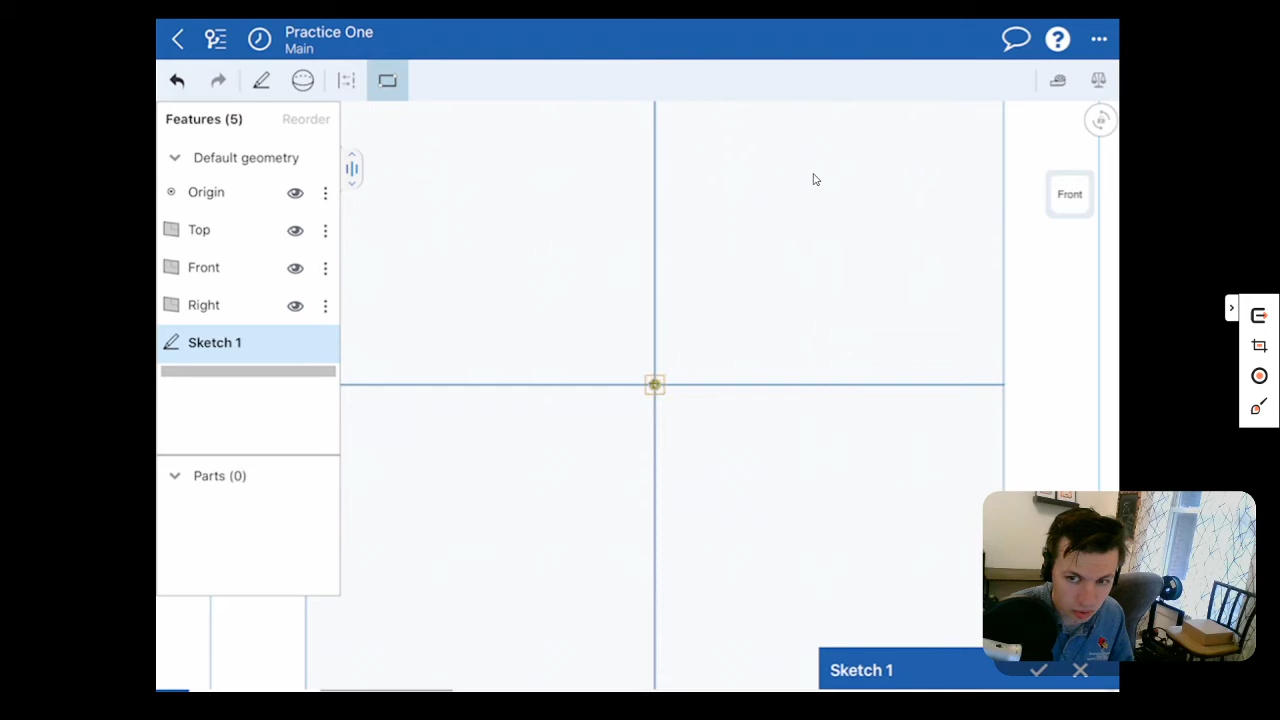 Practice One
Main
Features (5)
Reorder
Default geometry
Origin
Top
Front
Right
Sketch 1
Parts (0)
Front
Sketch 1